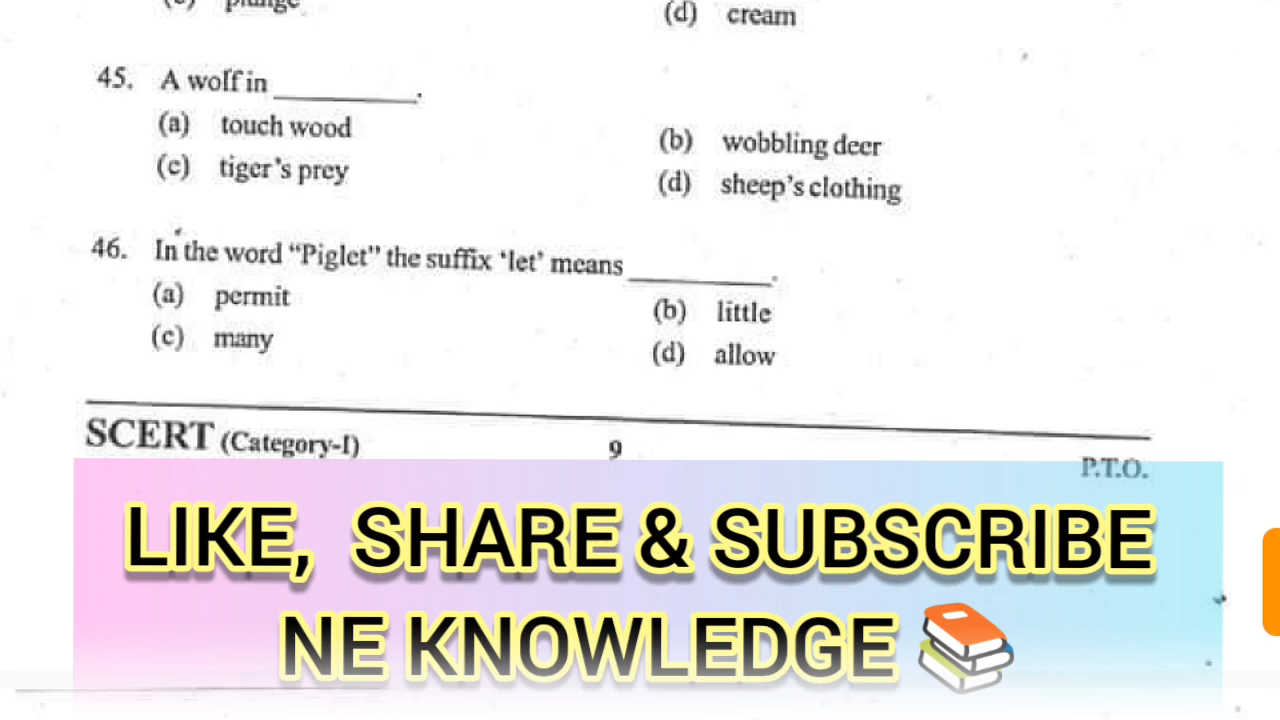 (c) plunge
(d) cream
45. A wolf in ________.
(a) touch wood
(b) wobbling deer
(c) tiger's prey
(d) sheep's clothing
46. In the word “Piglet” the suffix ‘let’ means ________.
(a) permit
(b) little
(c) many
(d) allow
SCERT (Category-I)
9
P.T.O.
LIKE, SHARE & SUBSCRIBE
NE KNOWLEDGE